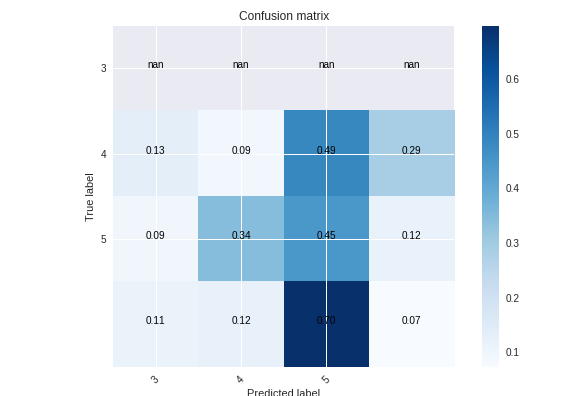 Confusion matrix
3 nan nan nan nan
4 0.13 0.09 0.49 0.29
5 0.09 0.34 0.45 0.12
0.11 0.12 0.70 0.07
3 4 5
True label
Predicted label
0.6
0.5
0.4
0.3
0.2
0.1